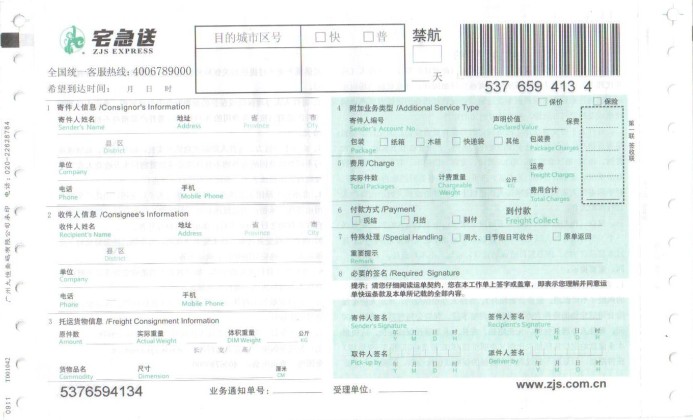 宅急送
ZJS EXPRESS
目的城市区号 □快 □普
禁航
天
全国统一客服热线：4006789000
希望到达时间： 月 日 时
537 659 413 4
1 寄件人信息 /Consignor's Information
寄件人姓名 地址 省 市
Sender's Name Address Province City
县/区
District
单位
Company
电话 手机
Phone Mobile Phone
2 收件人信息 /Consignee's Information
收件人姓名 地址 省 市
Recipient's Name Address Province City
县/区
District
单位
Company
电话 手机
Phone Mobile Phone
3 托运货物信息 /Freight Consignment Information
原件数 实际重量 体积重量 公斤
Amount Actual Weight DIM Weight KG
长/ 宽/ 高/
货物品名 尺寸 厘米
Commodity Dimension CM
5376594134
业务通知单号：
受理单位：
4 附加业务类型 /Additional Service Type □保价 □保险
寄件人编号 声明价值 保费
Sender's Account No. Declared Value
包装 □纸箱 □木箱 □快递袋 □其他 包装费
Package Package Charges
5 费用 /Charge 运费
Freight Charges
实际件数 计费重量 公斤
Total Packages Chargeable Weight KG
费用合计
Total Charges
6 付款方式 /Payment 到付款
□现结 □月结 □到付 Freight Collect
7 特殊处理 /Special Handling □周六、日节假日可收件 □原单返回
重要提示
Remark
8 必要的签名 /Required Signature
提示：请您仔细阅读运单契约，您在本工作单上签字或盖章，即表示您理解并同意运
单快运条款及本单所记载的全部内容。
寄件人签名 签件人签名
Sender's Signature Recipient's Signature
年 月 日 时 年 月 日 时
Y M D H Y M D H
取件人签名 派件人签名
Pick-up by Deliver by
年 月 日 时 年 月 日 时
Y M D H Y M D H
www.zjs.com.cn
第一联 签收联
电话：020-22838784
0911 TD01042